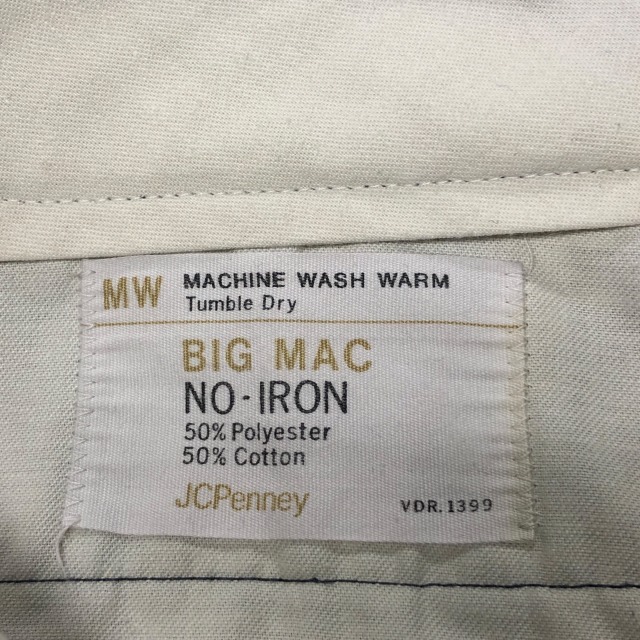 MW MACHINE WASH WARM
Tumble Dry
BIG MAC
NO-IRON
50% Polyester
50% Cotton
JCPenney VDR. 1399